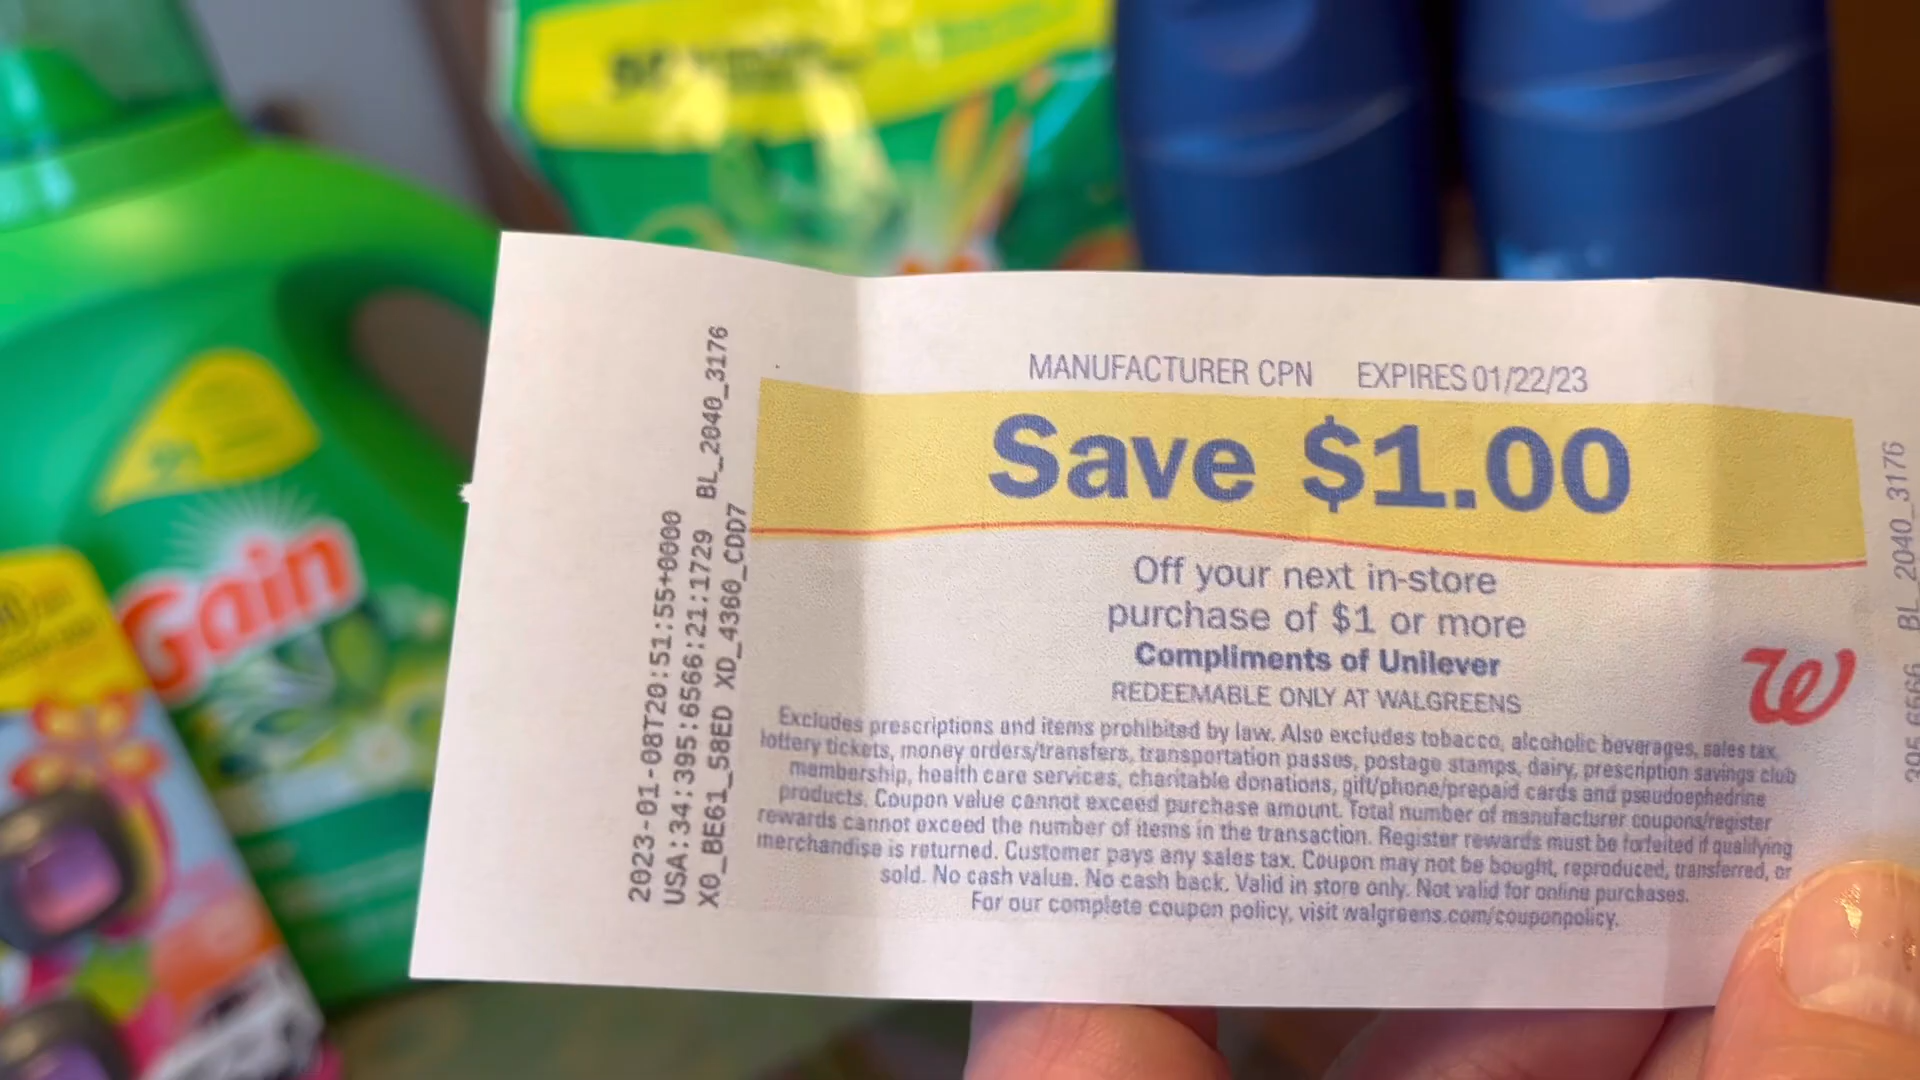 Gain
MANUFACTURER CPN EXPIRES 01/22/23
Save $1.00
Off your next in-store
purchase of $1 or more
Compliments of Unilever
REDEEMABLE ONLY AT WALGREENS
Excludes prescriptions and items prohibited by law. Also excludes tobacco, alcoholic beverages, sales tax,
lottery tickets, money orders/transfers, transportation passes, postage stamps, dairy, prescription savings club
membership, health care services, charitable donations, gift/phone/prepaid cards and pseudoephedrine
products. Coupon value cannot exceed purchase amount. Total number of manufacturer coupons/register
rewards cannot exceed the number of items in the transaction. Register rewards must be forfeited if qualifying
merchandise is returned. Customer pays any sales tax. Coupon may not be bought, reproduced, transferred, or
sold. No cash value. No cash back. Valid in store only. Not valid for online purchases.
For our complete coupon policy, visit walgreens.com/couponpolicy.
W
2023-01-08T20:51:55+0000
USA:34:395:6566:21:1729 BL_2040_3176
X0_BE61_58ED XD_4360_CDD7
395 6566 BL_2040_3176